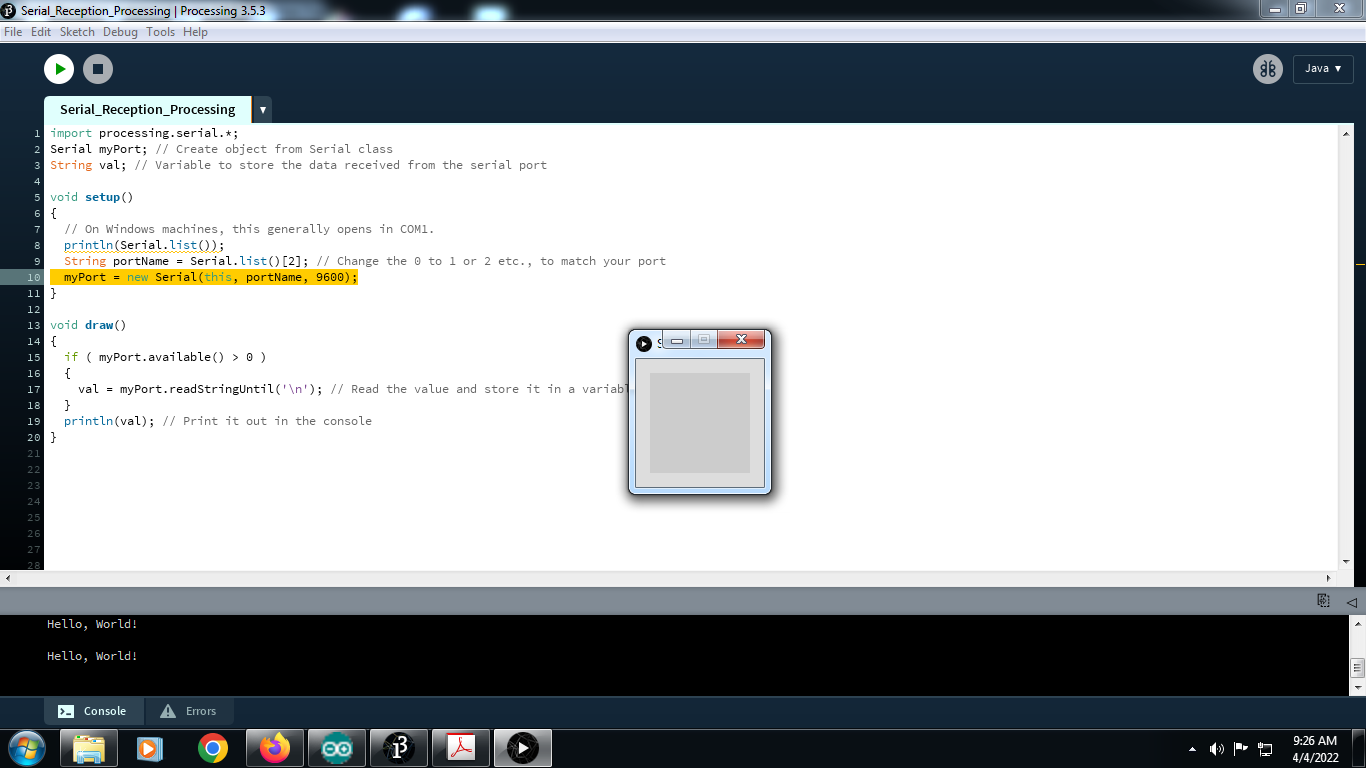 Serial_Reception_Processing | Processing 3.5.3
File Edit Sketch Debug Tools Help
Java ▾
Serial_Reception_Processing ▾
1 import processing.serial.*;
2 Serial myPort; // Create object from Serial class
3 String val; // Variable to store the data received from the serial port
4
5 void setup()
6 {
7 // On Windows machines, this generally opens in COM1.
8 println(Serial.list());
9 String portName = Serial.list()[2]; // Change the 0 to 1 or 2 etc., to match your port
10 myPort = new Serial(this, portName, 9600);
11 }
12
13 void draw()
14 {
15 if ( myPort.available() > 0 )
16 {
17 val = myPort.readStringUntil('\n'); // Read the value and store it in a variabl
18 }
19 println(val); // Print it out in the console
20 }
21
22
23
24
25
26
27
28
Hello, World!
Hello, World!
Console Errors
9:26 AM
4/4/2022